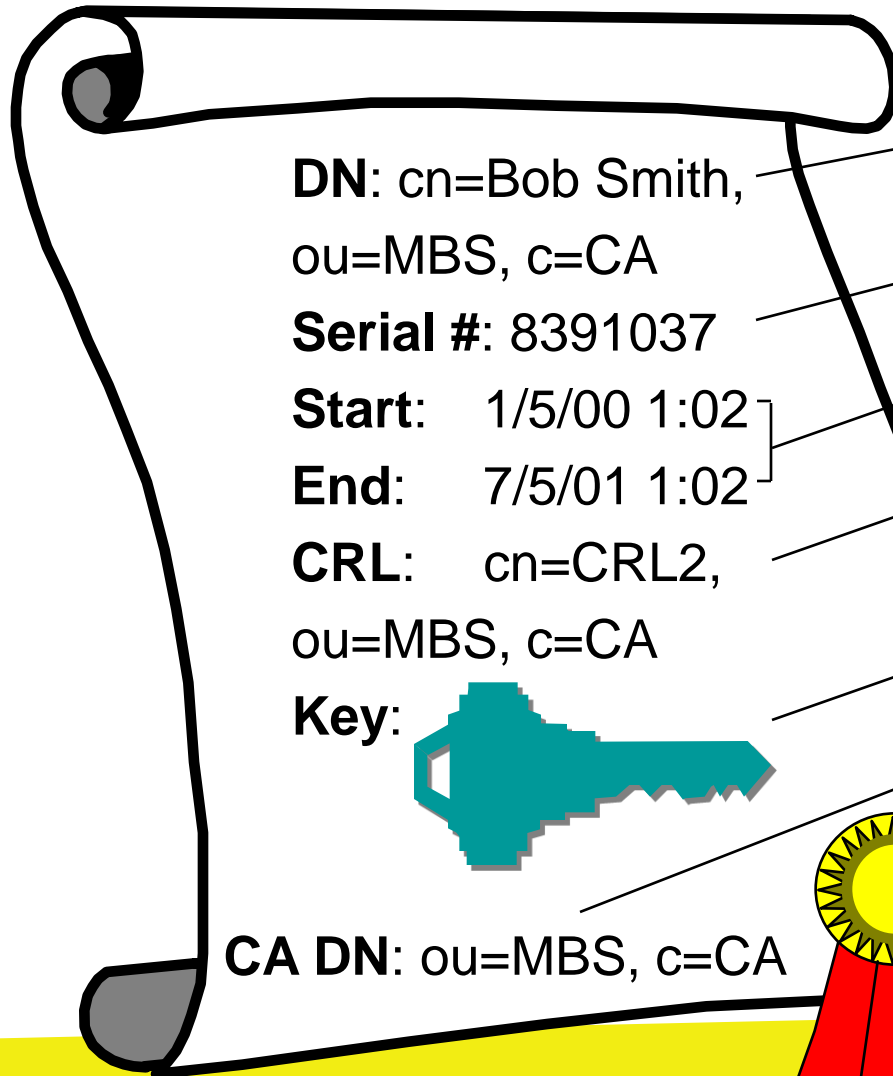 DN: cn=Bob Smith,
ou=MBS, c=CA
Serial #: 8391037
Start: 1/5/00 1:02
End: 7/5/01 1:02
CRL: cn=CRL2,
ou=MBS, c=CA
Key:
CA DN: ou=MBS, c=CA